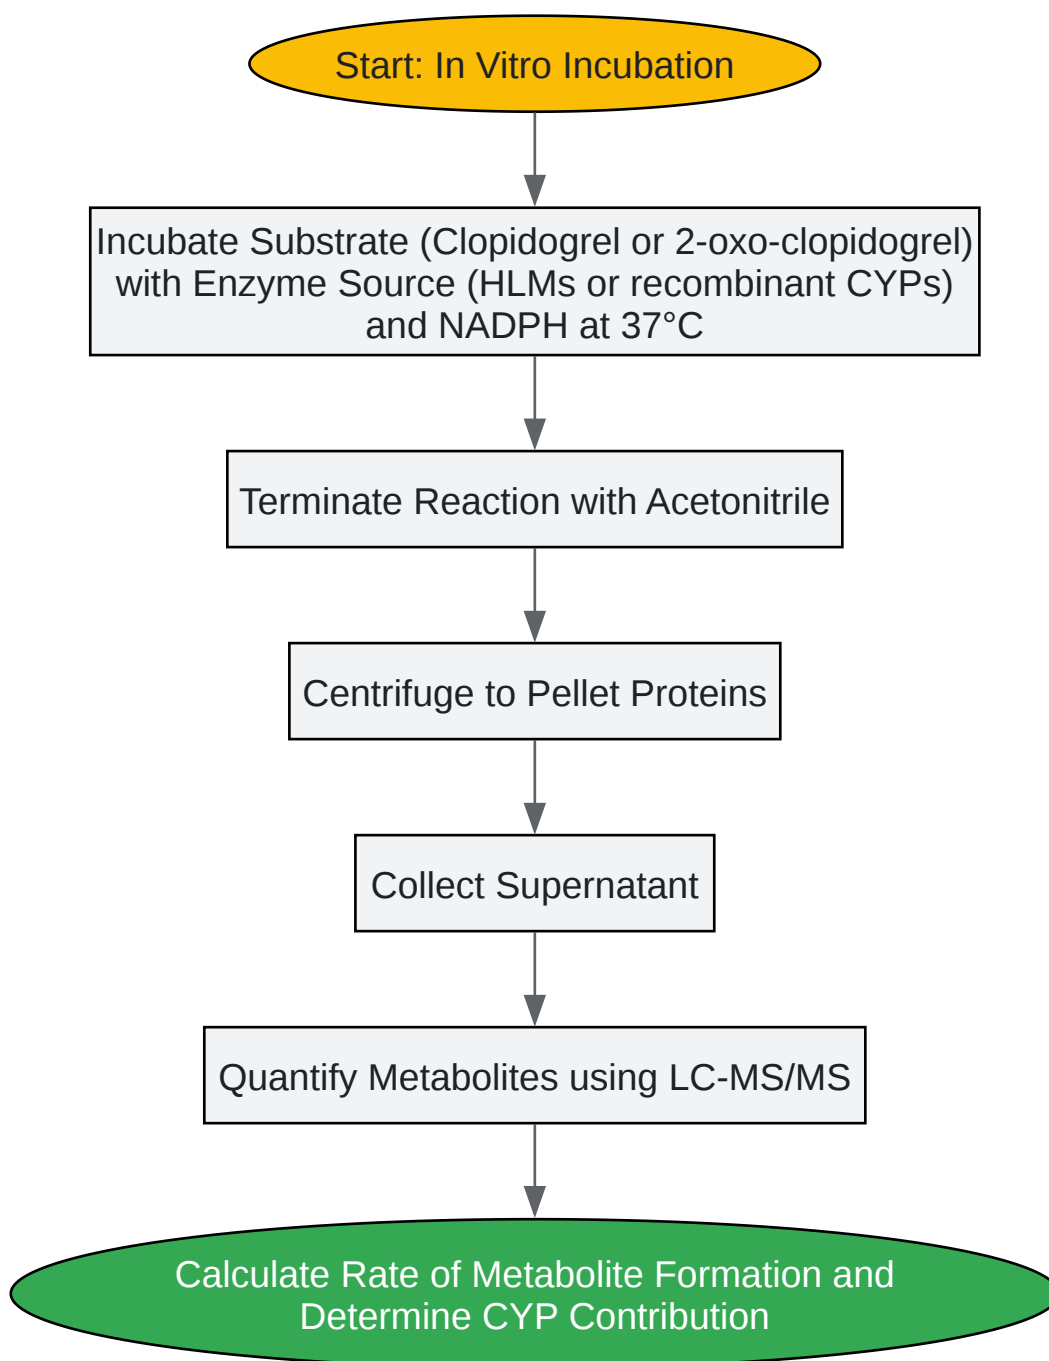 Start: In Vitro Incubation
Incubate Substrate (Clopidogrel or 2-oxo-clopidogrel)
with Enzyme Source (HLMs or recombinant CYPs)
and NADPH at 37°C
Terminate Reaction with Acetonitrile
Centrifuge to Pellet Proteins
Collect Supernatant
Quantify Metabolites using LC-MS/MS
Calculate Rate of Metabolite Formation and
Determine CYP Contribution